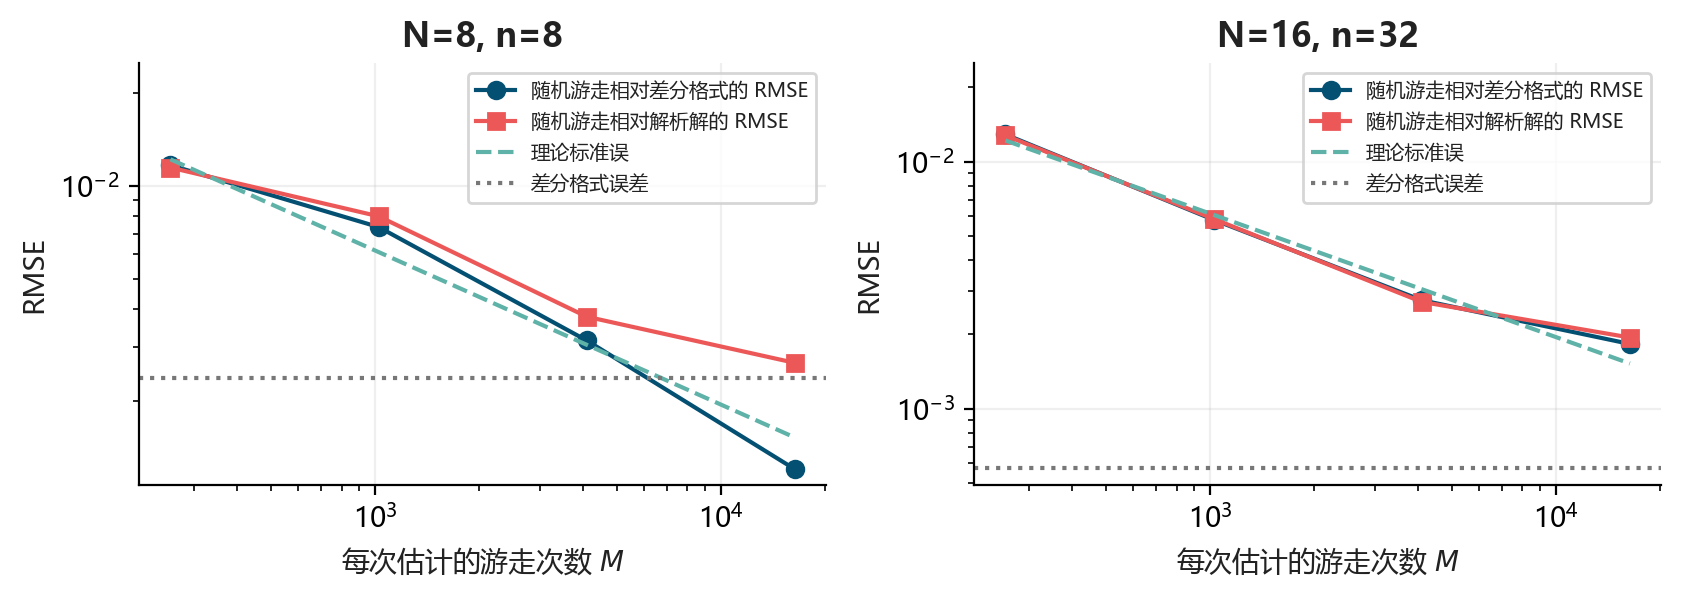 N=8, n=8
随机游走相对差分格式的 RMSE
随机游走相对解析解的 RMSE
理论标准误
差分格式误差
10⁻²
RMSE
10³
10⁴
每次估计的游走次数 M
N=16, n=32
随机游走相对差分格式的 RMSE
随机游走相对解析解的 RMSE
理论标准误
差分格式误差
10⁻²
10⁻³
RMSE
10³
10⁴
每次估计的游走次数 M